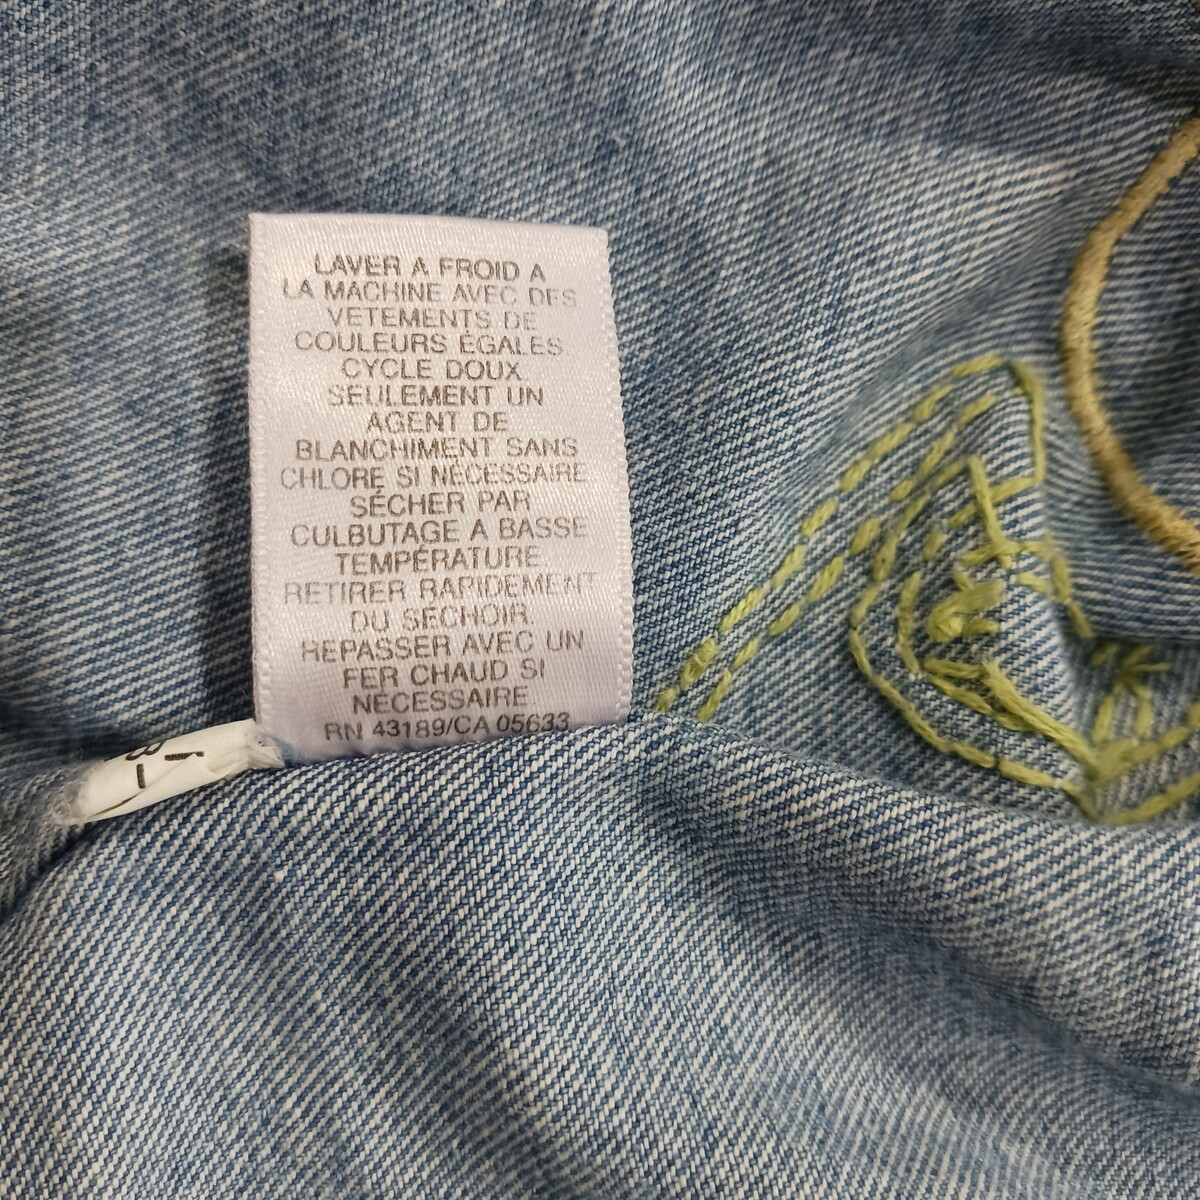 LAVER A FROID A
LA MACHINE AVEC DES
VETEMENTS DE
COULEURS ÉGALES
CYCLE DOUX.
SEULEMENT UN
AGENT DE
BLANCHIMENT SANS
CHLORE SI NÉCESSAIRE
SÉCHER PAR
CULBUTAGE A BASSE
TEMPÉRATURE.
RETIRER RAPIDEMENT
DU SÉCHOIR.
REPASSER AVEC UN
FER CHAUD SI
NÉCESSAIRE.
RN 43189/CA 05633